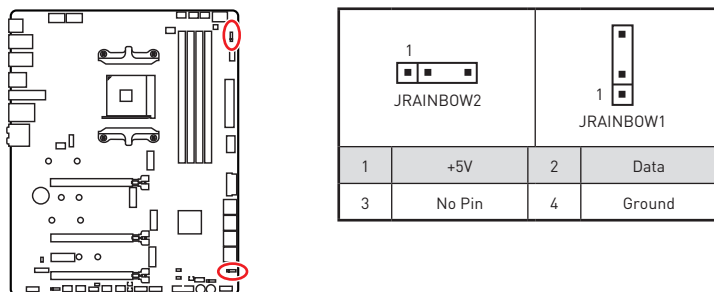 1
JRAINBOW2
1
JRAINBOW1
1 +5V 2 Data
3 No Pin 4 Ground